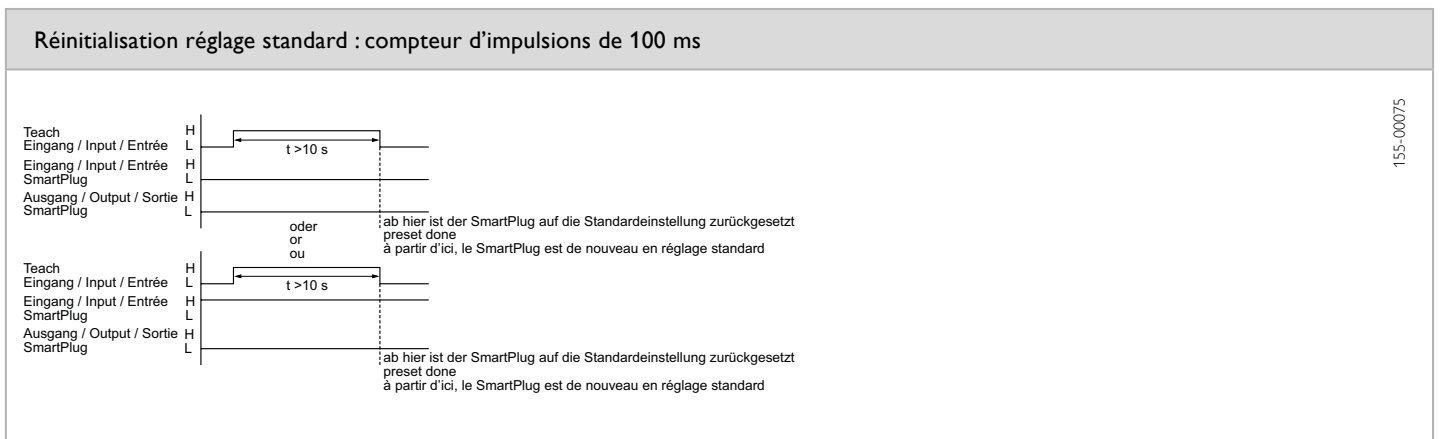 Réinitialisation réglage standard : compteur d’impulsions de 100 ms
155-00075
Teach H
Eingang / Input / Entrée L
t >10 s
Eingang / Input / Entrée H
SmartPlug L
Ausgang / Output / Sortie H
SmartPlug L
ab hier ist der SmartPlug auf die Standardeinstellung zurückgesetzt
preset done
à partir d’ici, le SmartPlug est de nouveau en réglage standard
oder
or
ou
Teach H
Eingang / Input / Entrée L
t >10 s
Eingang / Input / Entrée H
SmartPlug L
Ausgang / Output / Sortie H
SmartPlug L
ab hier ist der SmartPlug auf die Standardeinstellung zurückgesetzt
preset done
à partir d’ici, le SmartPlug est de nouveau en réglage standard